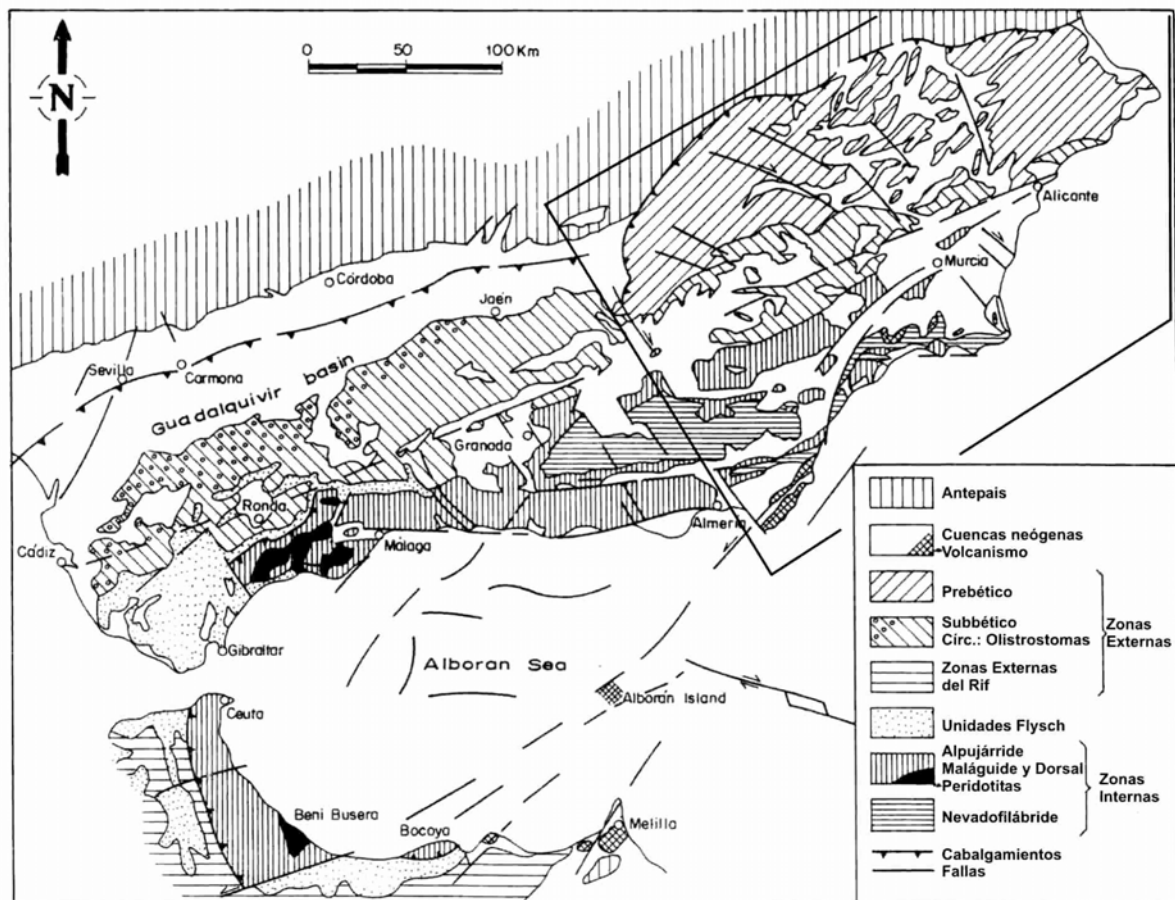 N
0 50 100 Km
Alicante
Murcia
Córdoba
Jaén
Sevilla
Carmona
Guadalquivir basin
Granada
Ronda
Almería
Málaga
Cádiz
Gibraltar
Alboran Sea
Alborán Island
Ceuta
Beni Busera
Bocoya
Melilla
Antepais
Cuencas neógenas
Volcanismo
Prebético
Subbético
Circ.: Olistrostomas
Zonas Externas
del Rif
Zonas
Externas
Unidades Flysch
Alpujárride
Maláguide y Dorsal
Peridotitas
Nevadofilábride
Zonas
Internas
Cabalgamientos
Fallas